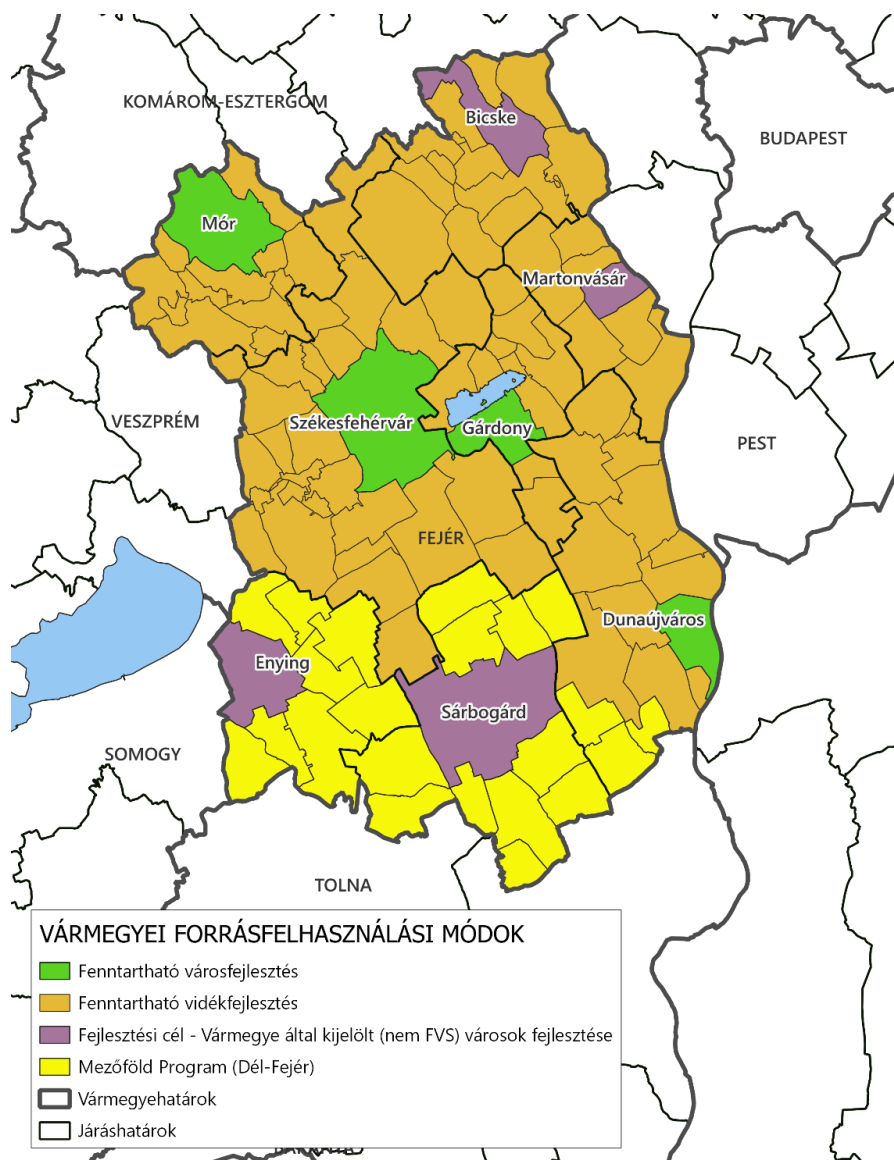 KOMÁROM-ESZTERGOM
Bicske
BUDAPEST
Mór
Martonvásár
VESZPRÉM
Székesfehérvár
Gárdony
PEST
FEJÉR
Dunaújváros
Enying
Sárbogárd
SOMOGY
TOLNA
VÁRMEGYEI FORRÁSFELHASZNÁLÁSI MÓDOK
Fenntartható városfejlesztés
Fenntartható vidékfejlesztés
Fejlesztési cél - Vármegye által kijelölt (nem FVS) városok fejlesztése
Mezőföld Program (Dél-Fejér)
Vármegyehatárok
Járáshatárok